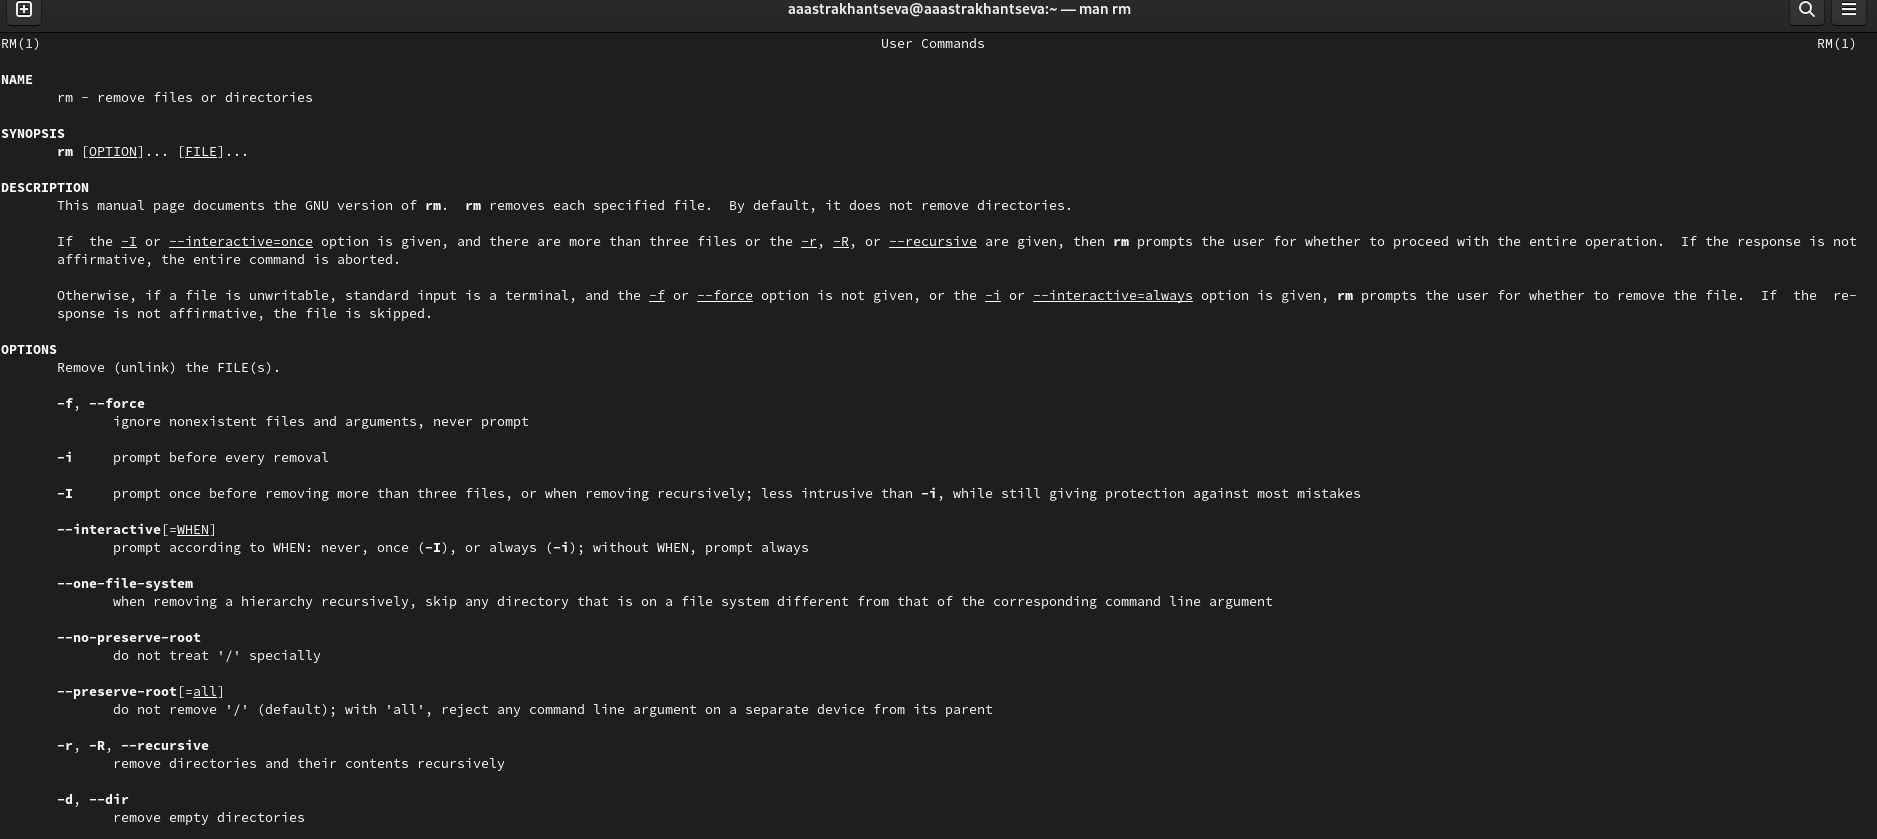 aaastrakhantseva@aaastrakhantseva:~ — man rm
RM(1) User Commands RM(1)
NAME
rm - remove files or directories
SYNOPSIS
rm [OPTION]... [FILE]...
DESCRIPTION
This manual page documents the GNU version of rm. rm removes each specified file. By default, it does not remove directories.
If the -I or --interactive=once option is given, and there are more than three files or the -r, -R, or --recursive are given, then rm prompts the user for whether to proceed with the entire operation. If the response is not
affirmative, the entire command is aborted.
Otherwise, if a file is unwritable, standard input is a terminal, and the -f or --force option is not given, or the -i or --interactive=always option is given, rm prompts the user for whether to remove the file. If the re-
sponse is not affirmative, the file is skipped.
OPTIONS
Remove (unlink) the FILE(s).
-f, --force
ignore nonexistent files and arguments, never prompt
-i prompt before every removal
-I prompt once before removing more than three files, or when removing recursively; less intrusive than -i, while still giving protection against most mistakes
--interactive[=WHEN]
prompt according to WHEN: never, once (-I), or always (-i); without WHEN, prompt always
--one-file-system
when removing a hierarchy recursively, skip any directory that is on a file system different from that of the corresponding command line argument
--no-preserve-root
do not treat '/' specially
--preserve-root[=all]
do not remove '/' (default); with 'all', reject any command line argument on a separate device from its parent
-r, -R, --recursive
remove directories and their contents recursively
-d, --dir
remove empty directories